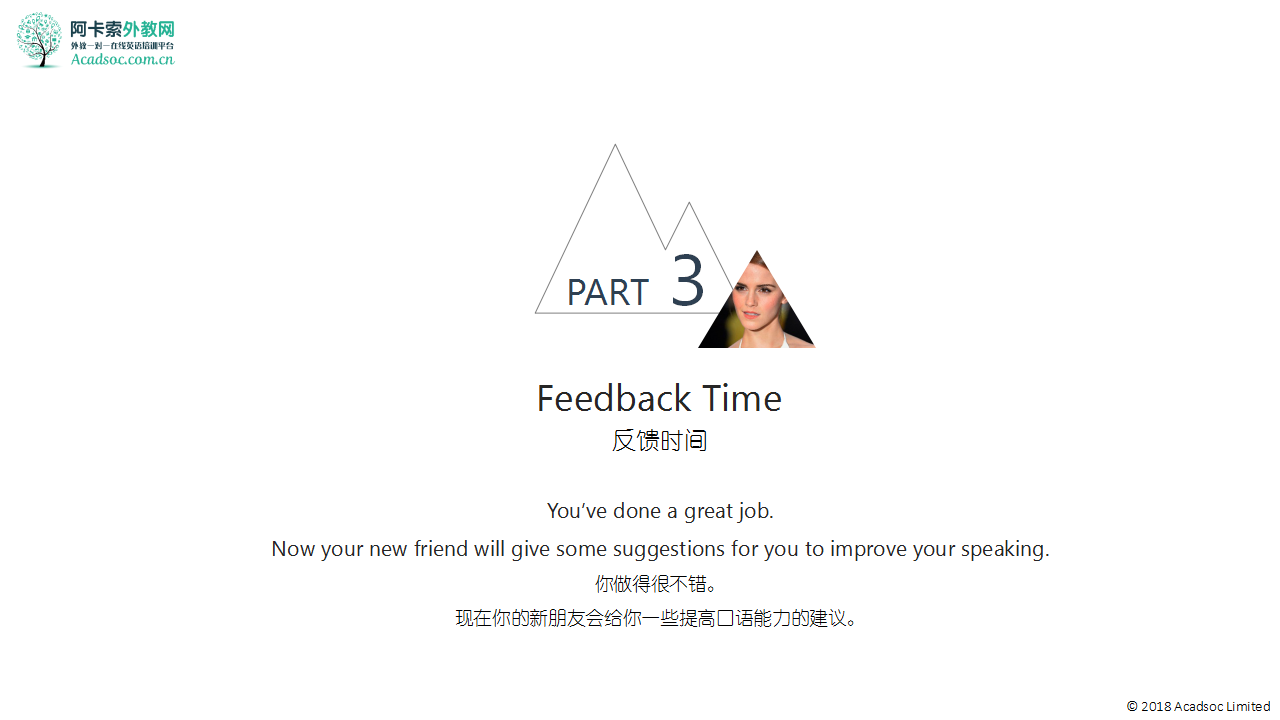 阿卡索外教网
外教一对一在线英语培训平台
Acadsoc.com.cn
PART 3
Feedback Time
反馈时间
You’ve done a great job.
Now your new friend will give some suggestions for you to improve your speaking.
你做得很不错。
现在你的新朋友会给你一些提高口语能力的建议。
© 2018 Acadsoc Limited